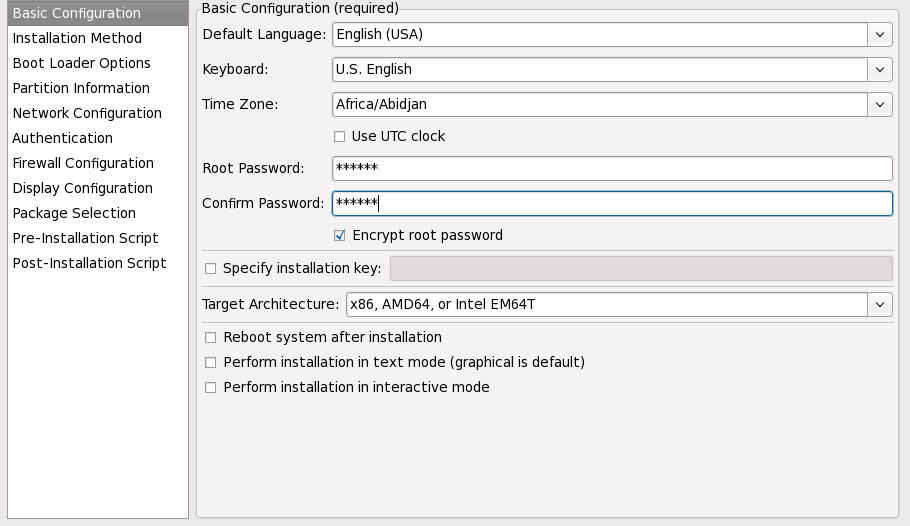 Basic Configuration
Installation Method
Boot Loader Options
Partition Information
Network Configuration
Authentication
Firewall Configuration
Display Configuration
Package Selection
Pre-Installation Script
Post-Installation Script
Basic Configuration (required)
Default Language: English (USA)
Keyboard: U.S. English
Time Zone: Africa/Abidjan
Use UTC clock
Root Password: ******
Confirm Password: ******
Encrypt root password
Specify installation key:
Target Architecture: x86, AMD64, or Intel EM64T
Reboot system after installation
Perform installation in text mode (graphical is default)
Perform installation in interactive mode